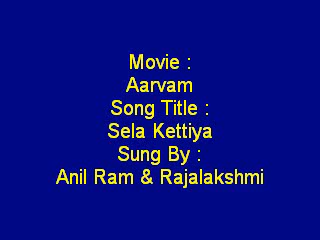 Movie :
Aarvam
Song Title :
Sela Kettiya
Sung By :
Anil Ram & Rajalakshmi